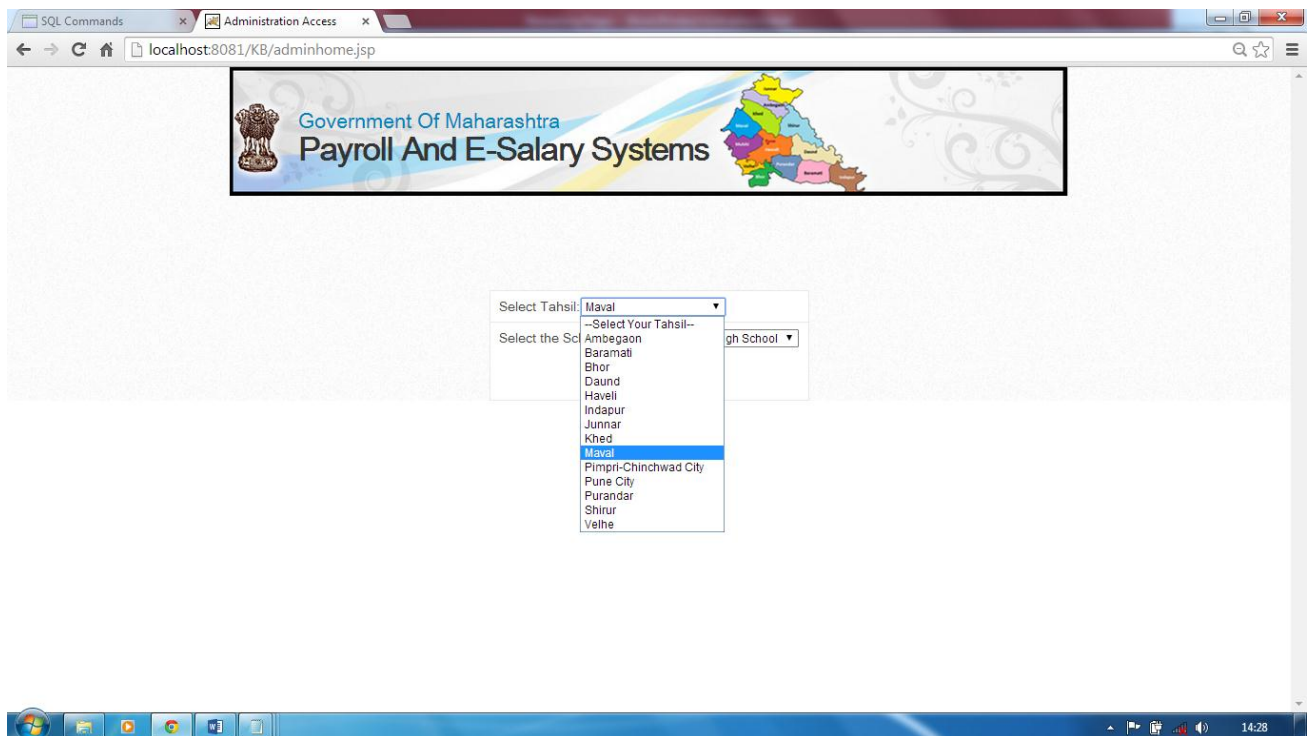 SQL Commands
Administration Access
localhost:8081/KB/adminhome.jsp
Government Of Maharashtra
Payroll And E-Salary Systems
Select Tahsil: Maval
--Select Your Tahsil--
Select the Sc
gh School
Ambegaon
Baramati
Bhor
Daund
Haveli
Indapur
Junnar
Khed
Maval
Pimpri-Chinchwad City
Pune City
Purandar
Shirur
Velhe
14:28